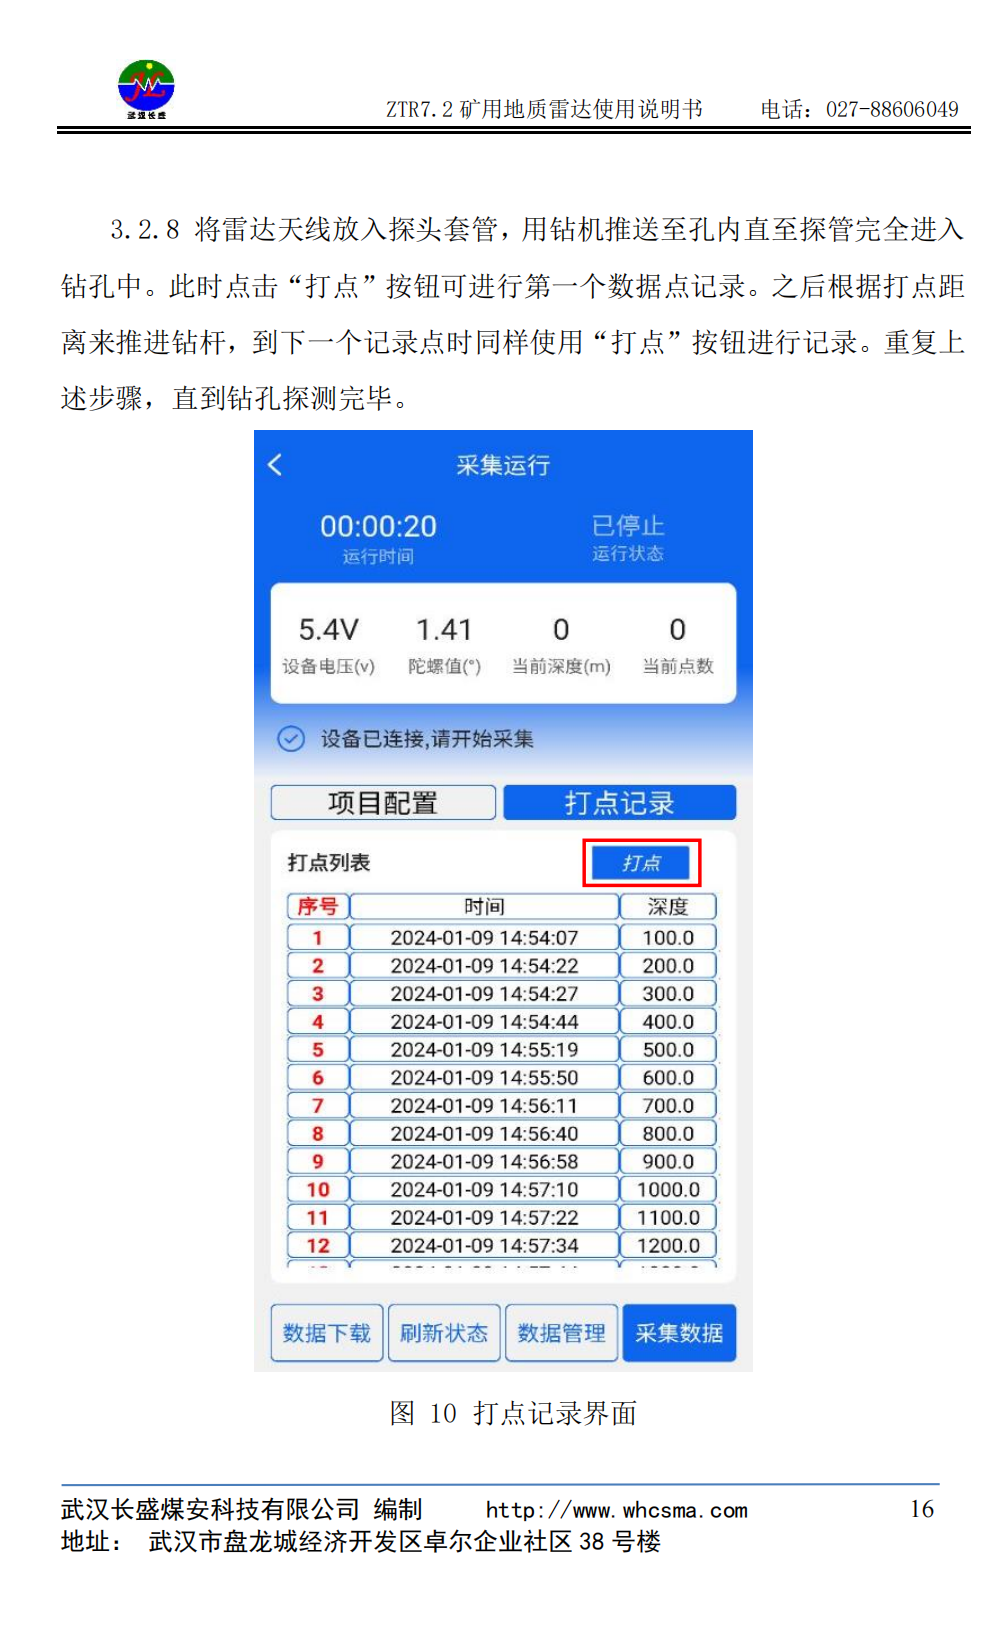 武汉长盛
ZTR7.2 矿用地质雷达使用说明书 电话：027-88606049
3.2.8 将雷达天线放入探头套管，用钻机推送至孔内直至探管完全进入
钻孔中。此时点击“打点”按钮可进行第一个数据点记录。之后根据打点距
离来推进钻杆，到下一个记录点时同样使用“打点”按钮进行记录。重复上
述步骤，直到钻孔探测完毕。
采集运行
00:00:20 已停止
运行时间 运行状态
5.4V 1.41 0 0
设备电压(v) 陀螺值(°) 当前深度(m) 当前点数
设备已连接,请开始采集
项目配置 打点记录
打点列表 打点
序号 时间 深度
1 2024-01-09 14:54:07 100.0
2 2024-01-09 14:54:22 200.0
3 2024-01-09 14:54:27 300.0
4 2024-01-09 14:54:44 400.0
5 2024-01-09 14:55:19 500.0
6 2024-01-09 14:55:50 600.0
7 2024-01-09 14:56:11 700.0
8 2024-01-09 14:56:40 800.0
9 2024-01-09 14:56:58 900.0
10 2024-01-09 14:57:10 1000.0
11 2024-01-09 14:57:22 1100.0
12 2024-01-09 14:57:34 1200.0
数据下载 刷新状态 数据管理 采集数据
图 10 打点记录界面
武汉长盛煤安科技有限公司 编制 http://www.whcsma.com 16
地址： 武汉市盘龙城经济开发区卓尔企业社区 38 号楼